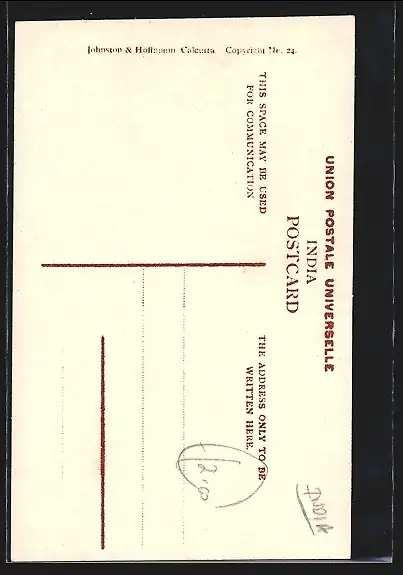 UNION POSTALE UNIVERSELLE
INDIA
POSTCARD
THIS SPACE MAY BE USED
FOR COMMUNICATION
THE ADDRESS ONLY TO BE
WRITTEN HERE.
Johnston & Hoffmann Calcutta Copyright No. 24.
INDIA